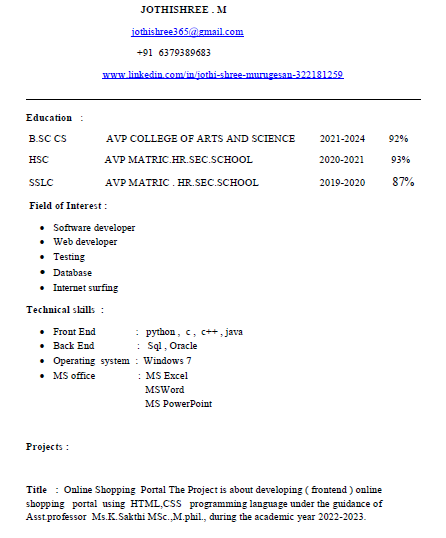 JOTHISHREE . M
jothishree365@gmail.com
+91 6379389683
www.linkedin.com/in/jothi-shree-murugesan-322181259
Education :
B.SC CS AVP COLLEGE OF ARTS AND SCIENCE 2021-2024 92%
HSC AVP MATRIC.HR.SEC.SCHOOL 2020-2021 93%
SSLC AVP MATRIC . HR.SEC.SCHOOL 2019-2020 87%
Field of Interest :
• Software developer
• Web developer
• Testing
• Database
• Internet surfing
Technical skills :
• Front End : python , c , c++ , java
• Back End : Sql , Oracle
• Operating system : Windows 7
• MS office : MS Excel
MSWord
MS PowerPoint
Projects :
Title : Online Shopping Portal The Project is about developing ( frontend ) online
shopping portal using HTML,CSS programming language under the guidance of
Asst.professor Ms.K.Sakthi MSc.,M.phil., during the academic year 2022-2023.